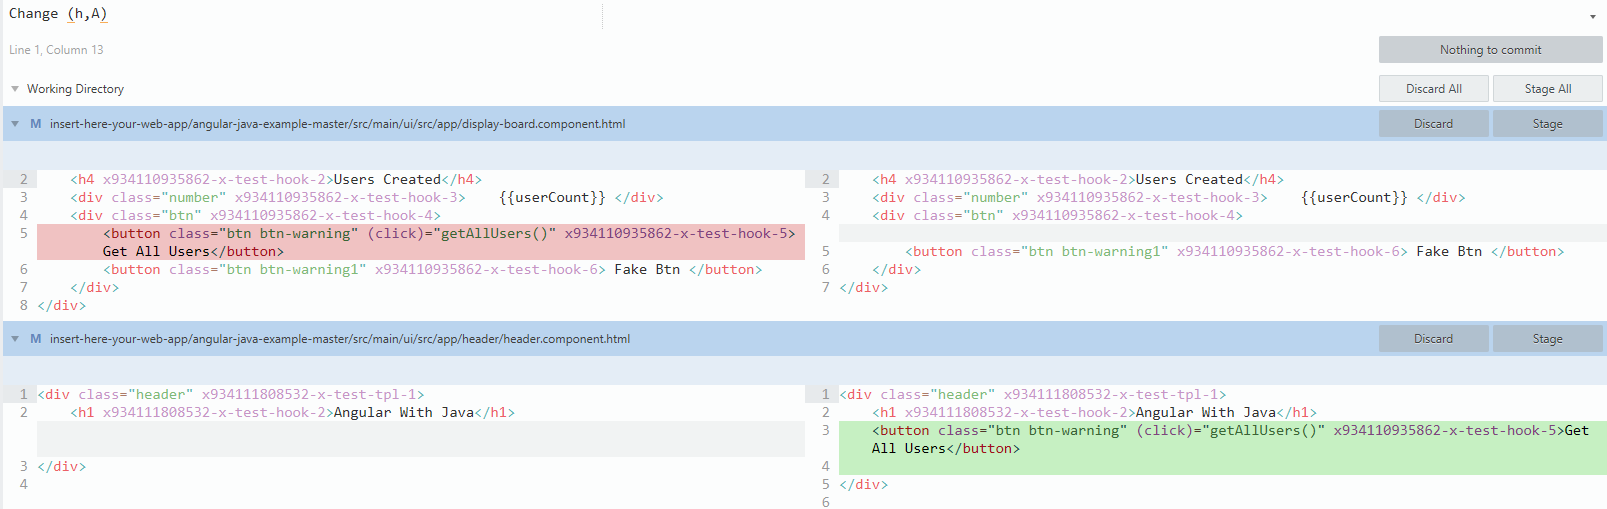 Change (h,A)
Line 1, Column 13
Nothing to commit
Working Directory
Discard All
Stage All
M insert-here-your-web-app/angular-java-example-master/src/main/ui/src/app/display-board.component.html
Discard
Stage
2 <h4 x934110935862-x-test-hook-2>Users Created</h4>
3 <div class="number" x934110935862-x-test-hook-3> {{userCount}} </div>
4 <div class="btn" x934110935862-x-test-hook-4>
5 <button class="btn btn-warning" (click)="getAllUsers()" x934110935862-x-test-hook-5>
Get All Users</button>
6 <button class="btn btn-warning1" x934110935862-x-test-hook-6> Fake Btn </button>
7 </div>
8 </div>
2 <h4 x934110935862-x-test-hook-2>Users Created</h4>
3 <div class="number" x934110935862-x-test-hook-3> {{userCount}} </div>
4 <div class="btn" x934110935862-x-test-hook-4>
5 <button class="btn btn-warning1" x934110935862-x-test-hook-6> Fake Btn </button>
6 </div>
7 </div>
M insert-here-your-web-app/angular-java-example-master/src/main/ui/src/app/header/header.component.html
Discard
Stage
1 <div class="header" x934111808532-x-test-tpl-1>
2 <h1 x934111808532-x-test-hook-2>Angular With Java</h1>
3 </div>
4
1 <div class="header" x934111808532-x-test-tpl-1>
2 <h1 x934111808532-x-test-hook-2>Angular With Java</h1>
3 <button class="btn btn-warning" (click)="getAllUsers()" x934110935862-x-test-hook-5>Get
All Users</button>
4
5 </div>
6